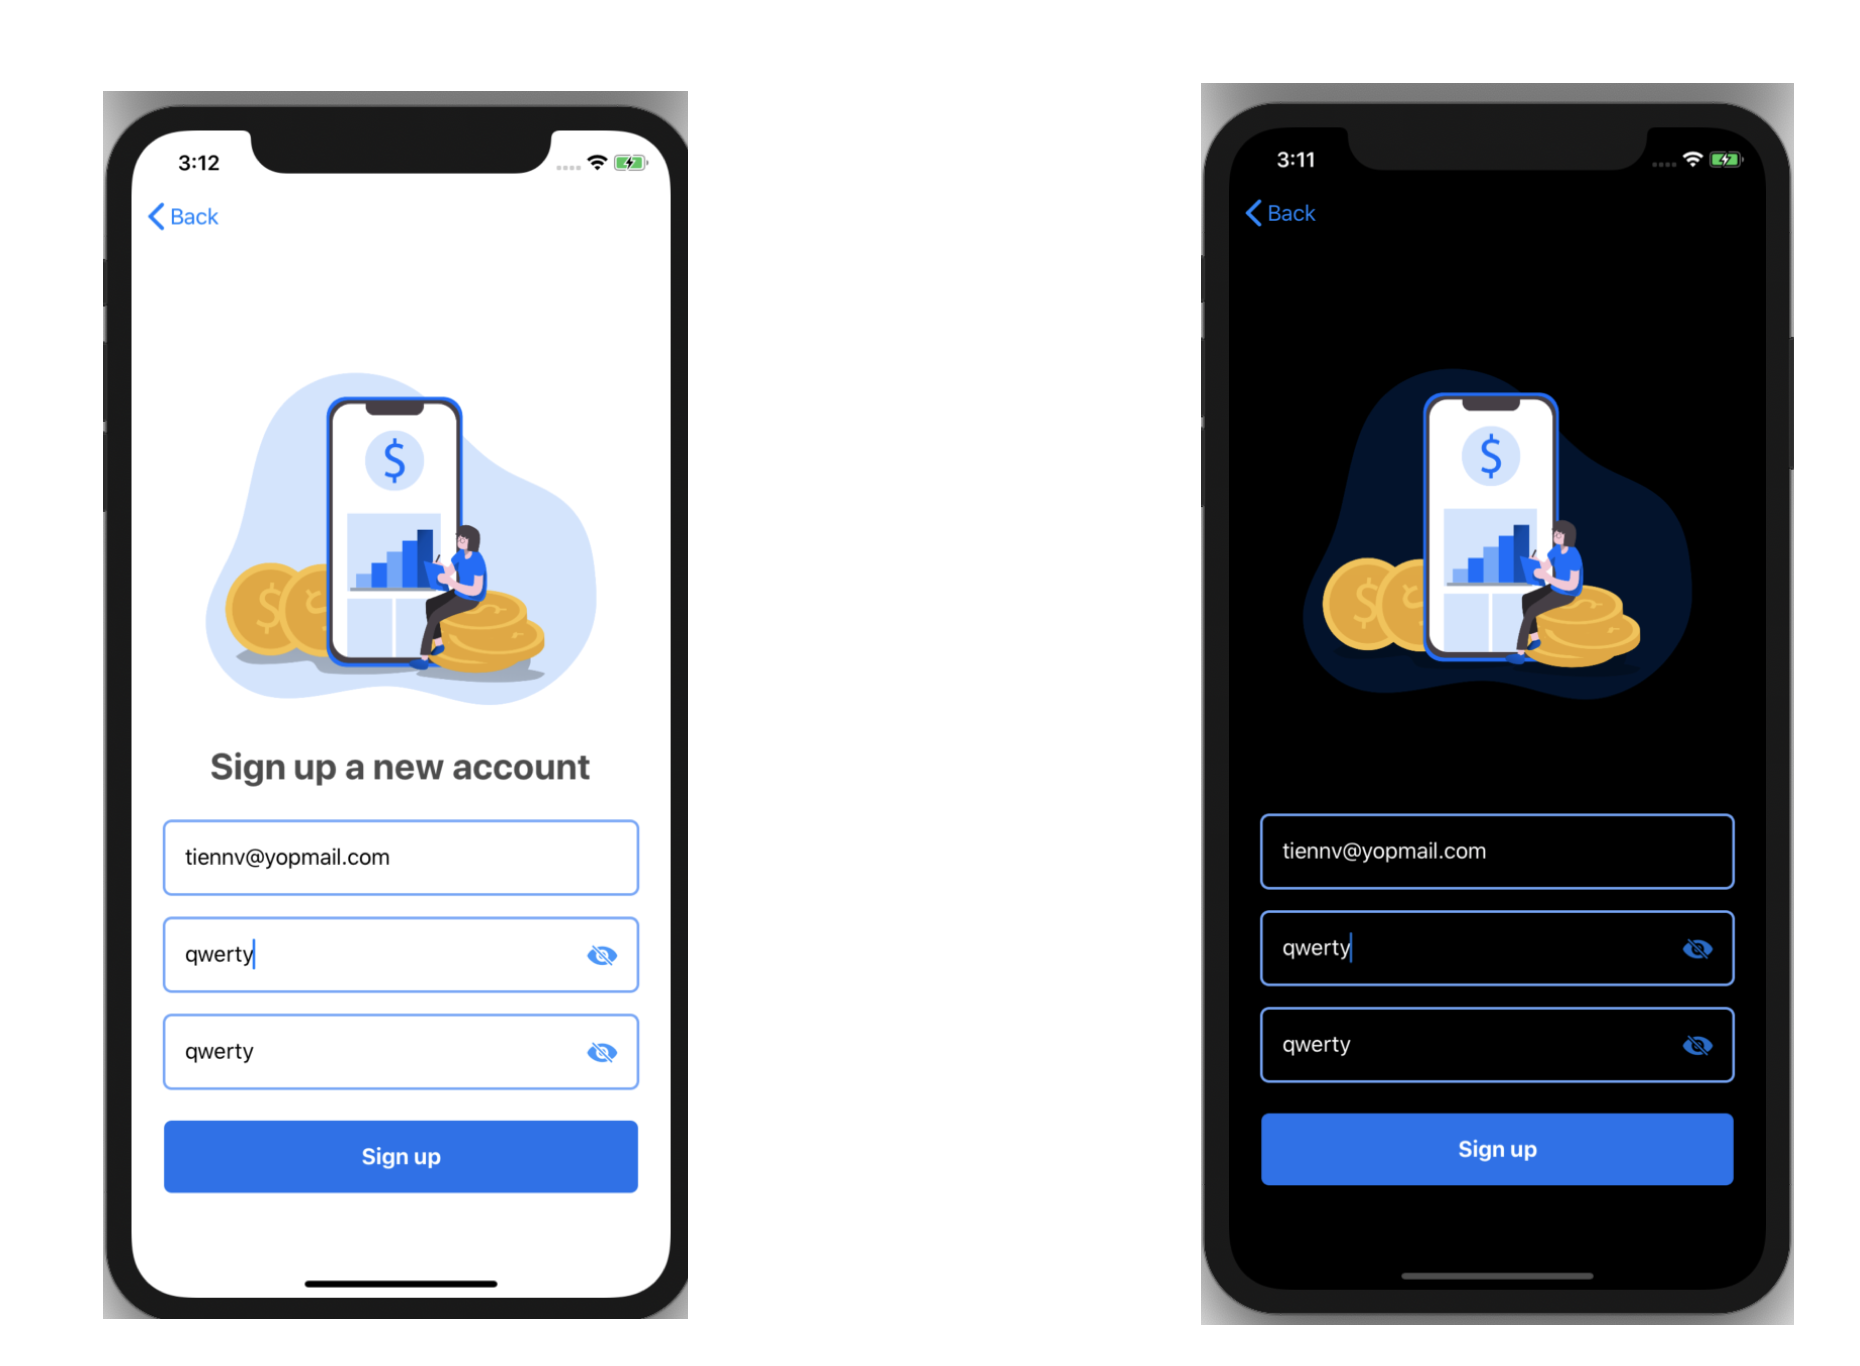 3:12
Back
$
$
Sign up a new account
tiennv@yopmail.com
qwerty
qwerty
Sign up
3:11
Back
$
$
tiennv@yopmail.com
qwerty
qwerty
Sign up